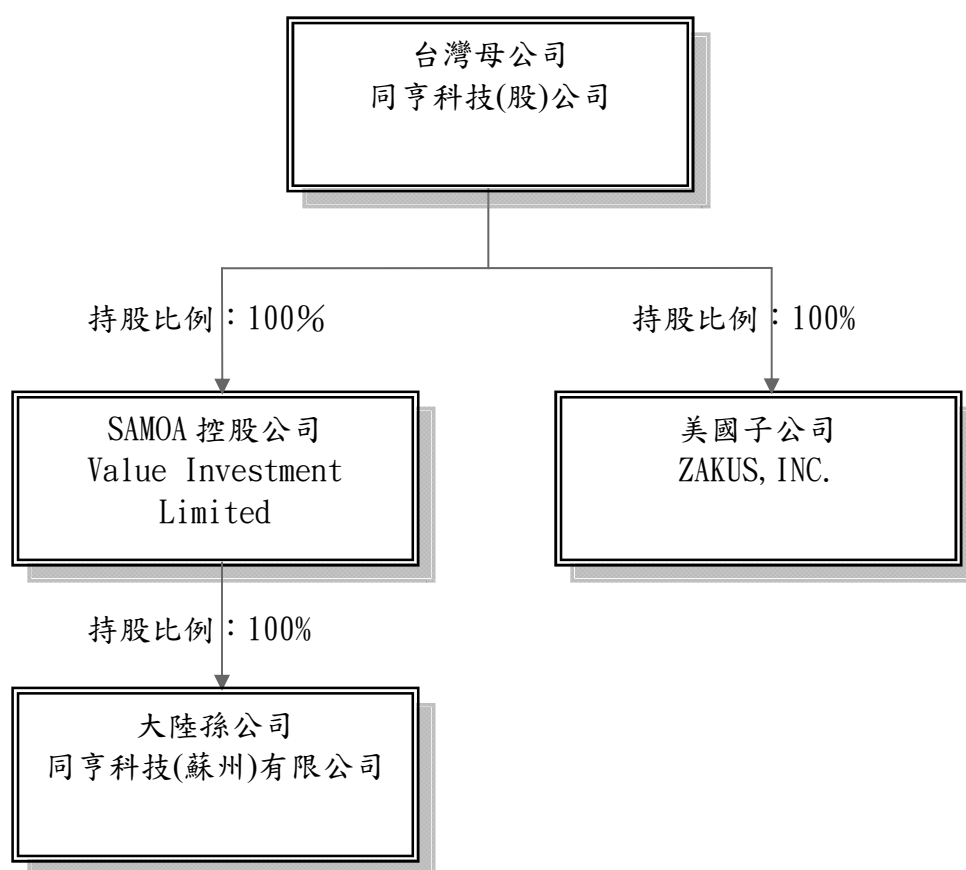 台灣母公司
同亨科技(股)公司
持股比例：100％
持股比例：100%
SAMOA 控股公司
Value Investment
Limited
美國子公司
ZAKUS, INC.
持股比例：100%
大陸孫公司
同亨科技(蘇州)有限公司